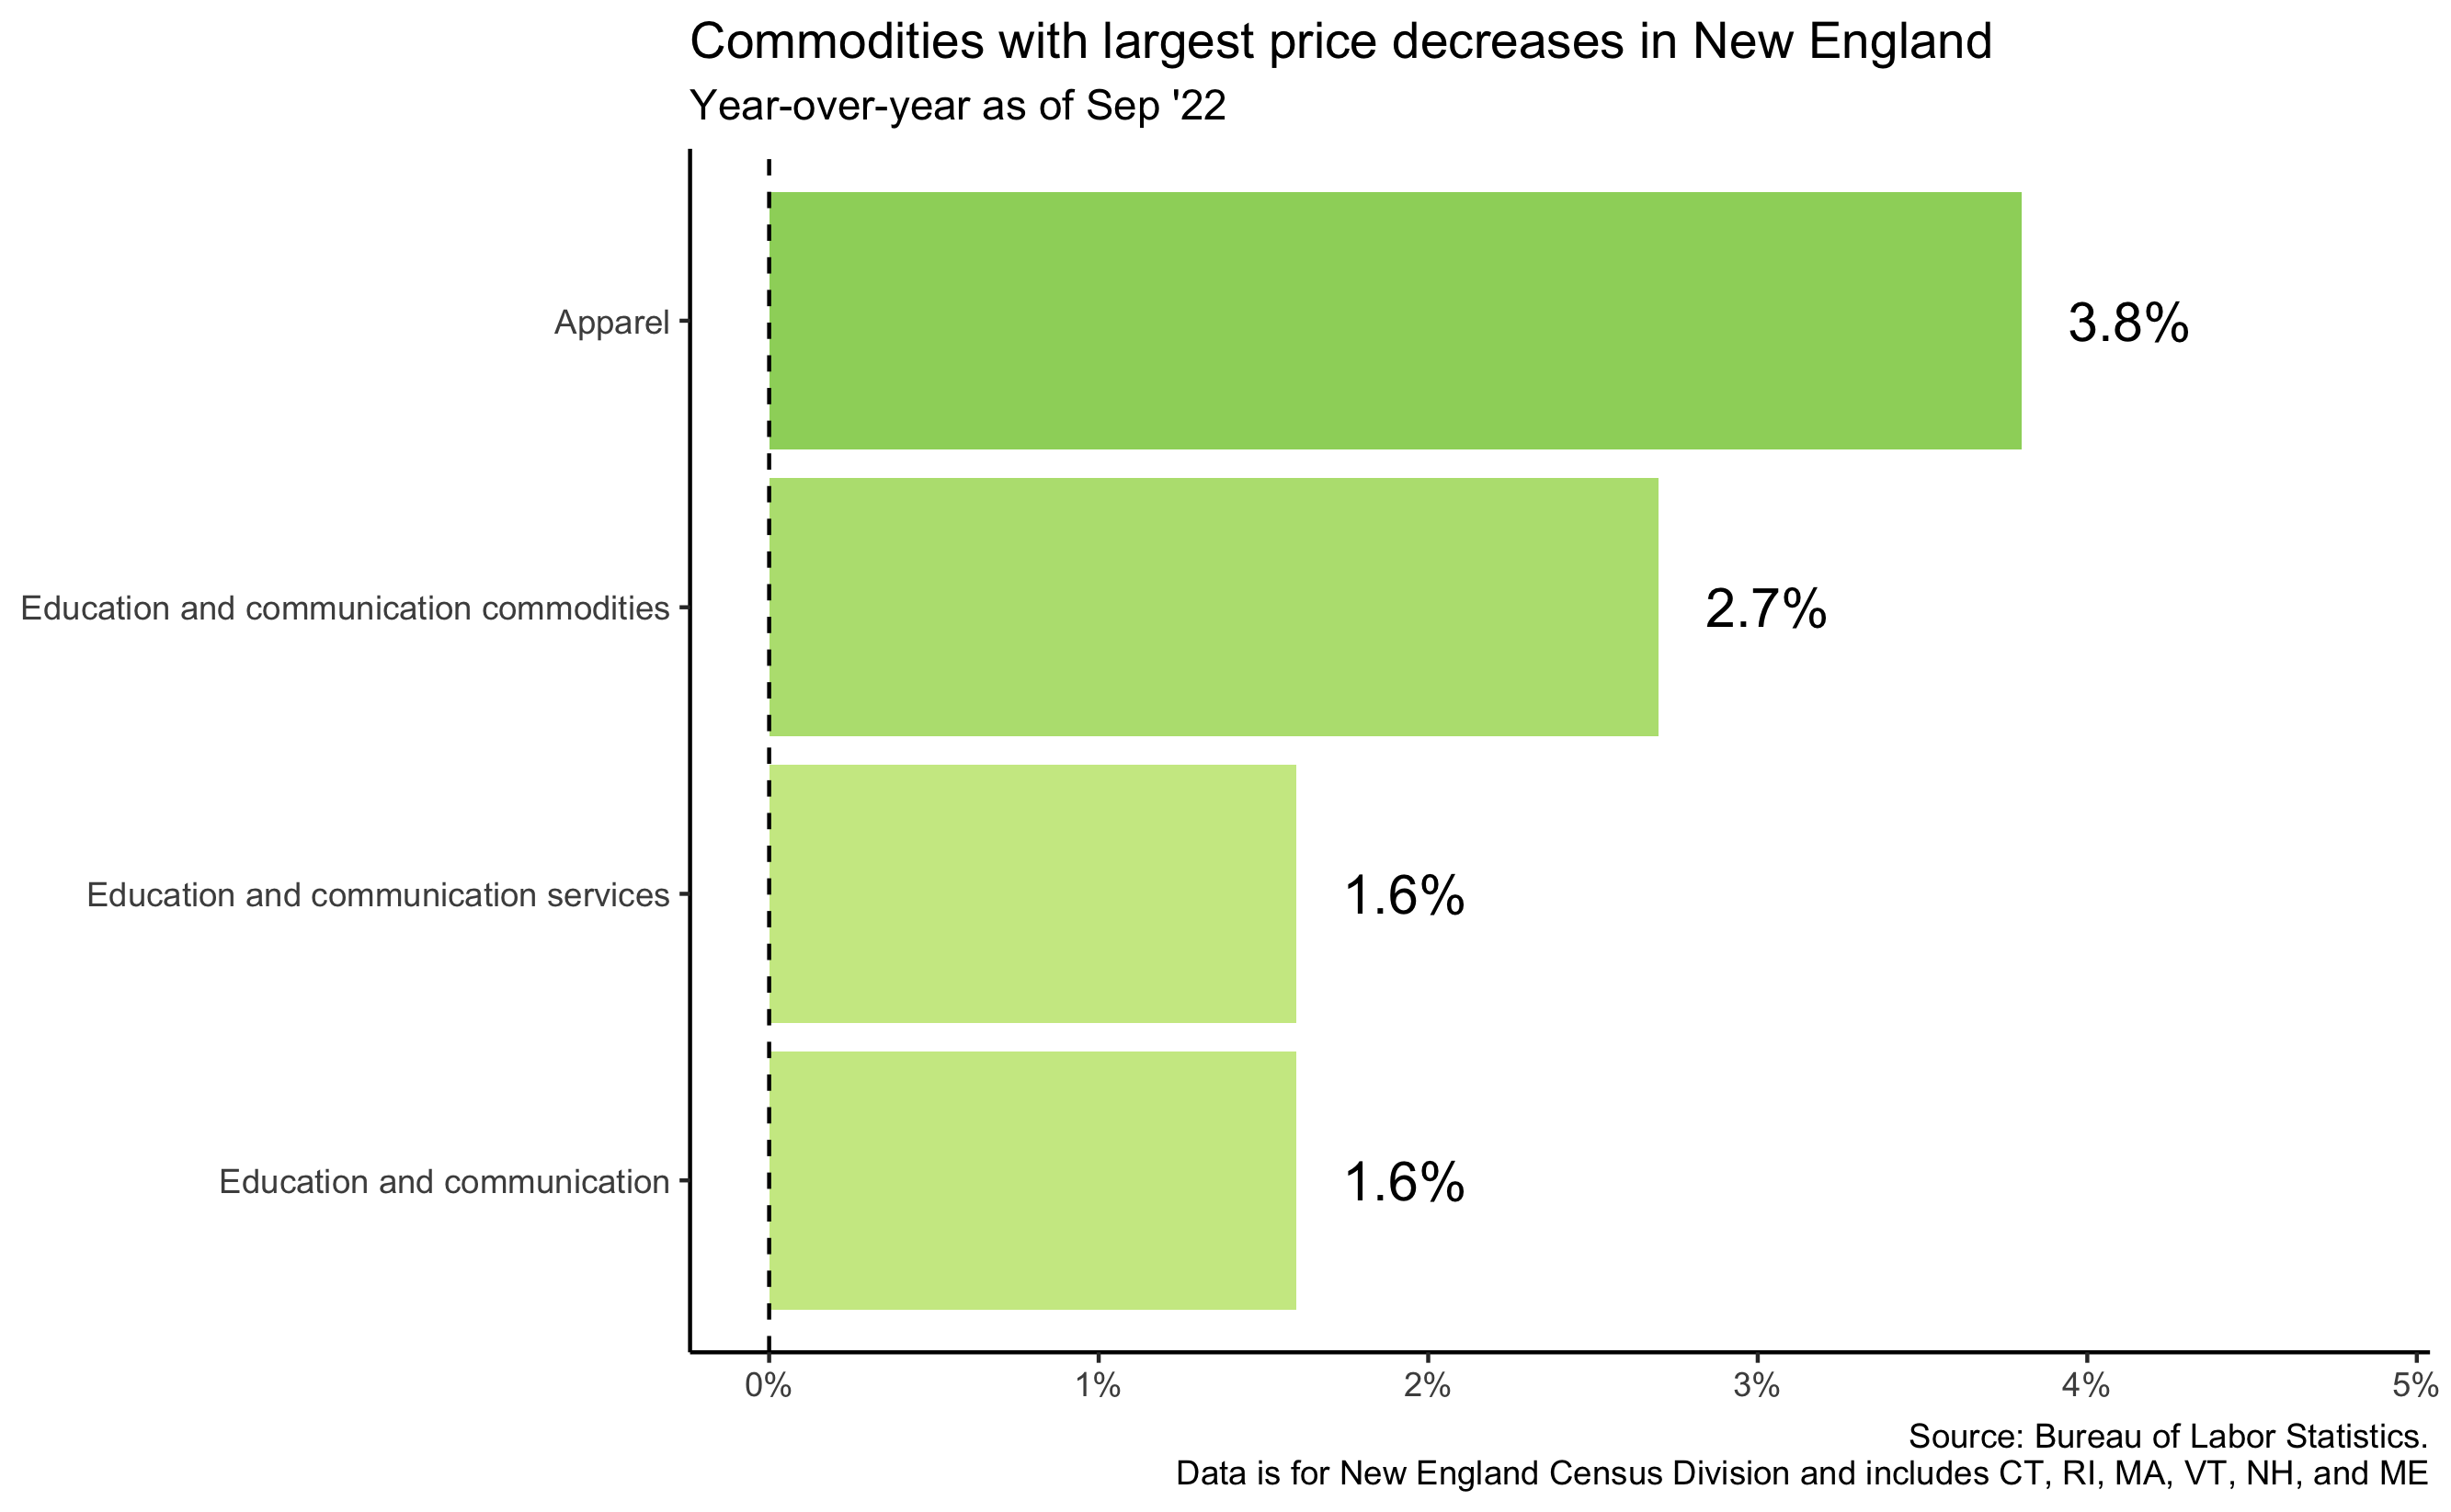 Commodities with largest price decreases in New England
Year-over-year as of Sep '22
Apparel
3.8%
Education and communication commodities
2.7%
Education and communication services
1.6%
Education and communication
1.6%
0% 1% 2% 3% 4% 5%
Source: Bureau of Labor Statistics.
Data is for New England Census Division and includes CT, RI, MA, VT, NH, and ME